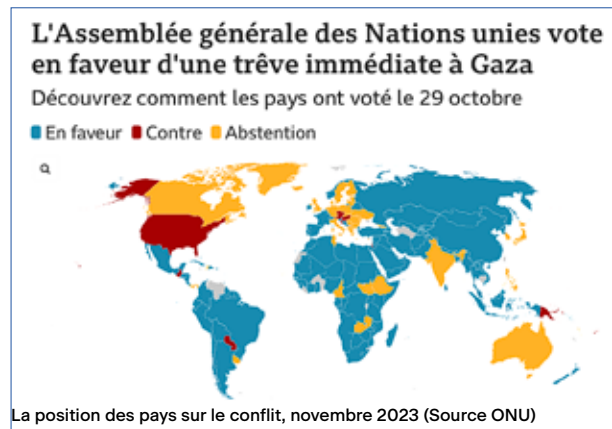 L'Assemblée générale des Nations unies vote
en faveur d'une trêve immédiate à Gaza
Découvrez comment les pays ont voté le 29 octobre
En faveur Contre Abstention
La position des pays sur le conflit, novembre 2023 (Source ONU)